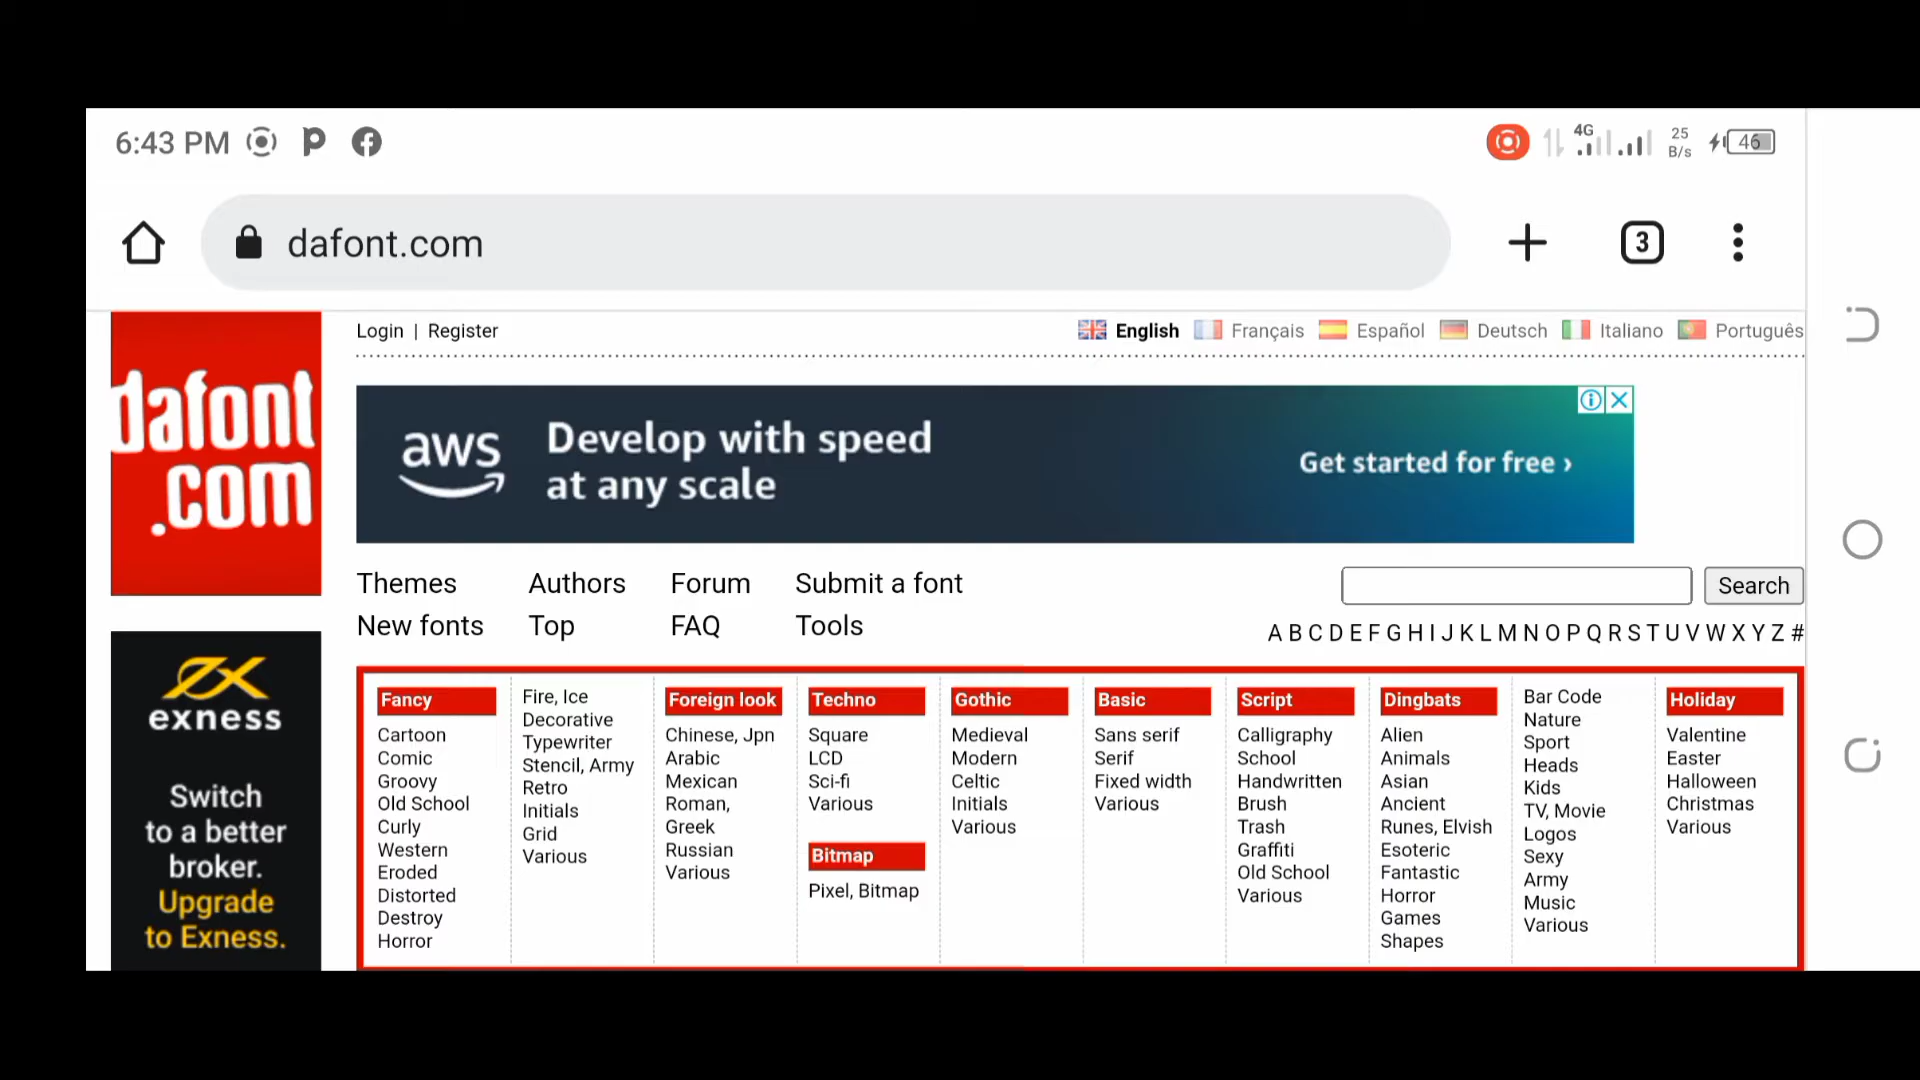 6:43 PM
4G
25
B/s
46
dafont.com
3
dafont
.com
Login | Register
English Français Español Deutsch Italiano Português
aws
Develop with speed
at any scale
Get started for free ›
Themes Authors Forum Submit a font
New fonts Top FAQ Tools
Search
A B C D E F G H I J K L M N O P Q R S T U V W X Y Z #
exness
Switch
to a better
broker.
Upgrade
to Exness.
Fancy
Cartoon
Comic
Groovy
Old School
Curly
Western
Eroded
Distorted
Destroy
Horror
Fire, Ice
Decorative
Typewriter
Stencil, Army
Retro
Initials
Grid
Various
Foreign look
Chinese, Jpn
Arabic
Mexican
Roman,
Greek
Russian
Various
Techno
Square
LCD
Sci-fi
Various
Bitmap
Pixel, Bitmap
Gothic
Medieval
Modern
Celtic
Initials
Various
Basic
Sans serif
Serif
Fixed width
Various
Script
Calligraphy
School
Handwritten
Brush
Trash
Graffiti
Old School
Various
Dingbats
Alien
Animals
Asian
Ancient
Runes, Elvish
Esoteric
Fantastic
Horror
Games
Shapes
Bar Code
Nature
Sport
Heads
Kids
TV, Movie
Logos
Sexy
Army
Music
Various
Holiday
Valentine
Easter
Halloween
Christmas
Various